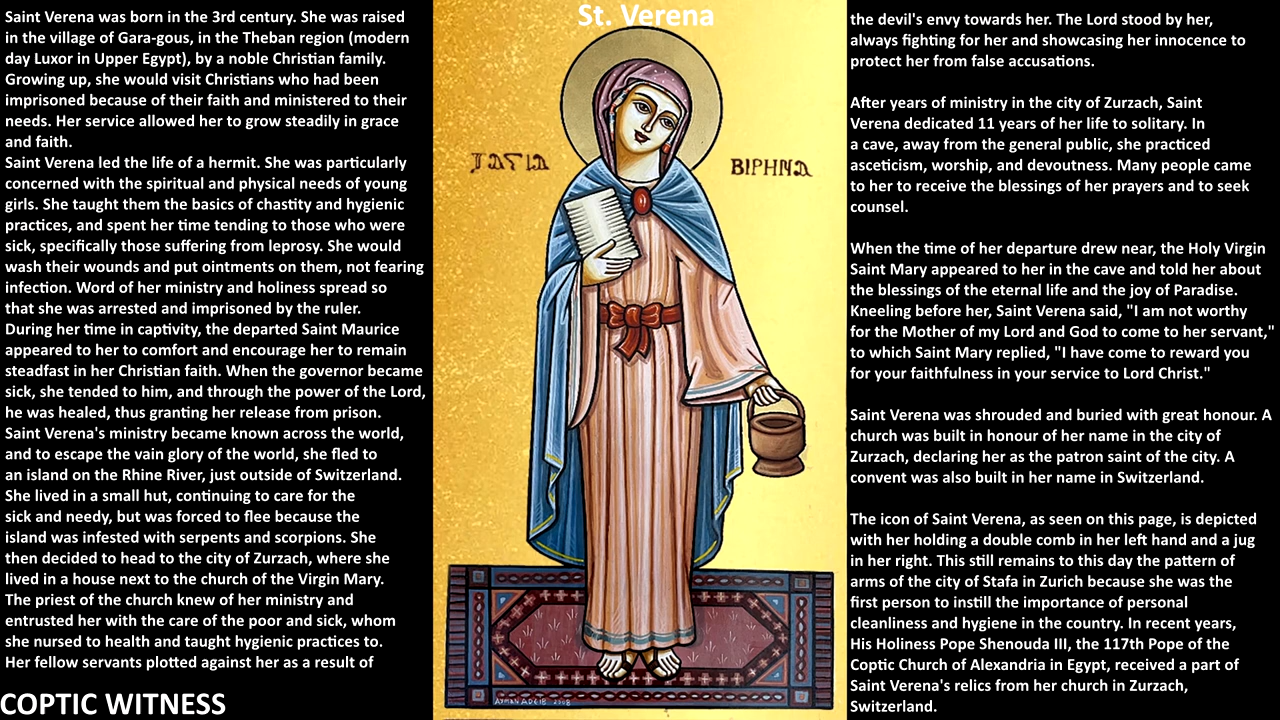 Saint Verena was born in the 3rd century. She was raised
in the village of Gara-gous, in the Theban region (modern
day Luxor in Upper Egypt), by a noble Christian family.
Growing up, she would visit Christians who had been
imprisoned because of their faith and ministered to their
needs. Her service allowed her to grow steadily in grace
and faith.
Saint Verena led the life of a hermit. She was particularly
concerned with the spiritual and physical needs of young
girls. She taught them the basics of chastity and hygienic
practices, and spent her time tending to those who were
sick, specifically those suffering from leprosy. She would
wash their wounds and put ointments on them, not fearing
infection. Word of her ministry and holiness spread so
that she was arrested and imprisoned by the ruler.
During her time in captivity, the departed Saint Maurice
appeared to her to comfort and encourage her to remain
steadfast in her Christian faith. When the governor became
sick, she tended to him, and through the power of the Lord,
he was healed, thus granting her release from prison.
Saint Verena's ministry became known across the world,
and to escape the vain glory of the world, she fled to
an island on the Rhine River, just outside of Switzerland.
She lived in a small hut, continuing to care for the
sick and needy, but was forced to flee because the
island was infested with serpents and scorpions. She
then decided to head to the city of Zurzach, where she
lived in a house next to the church of the Virgin Mary.
The priest of the church knew of her ministry and
entrusted her with the care of the poor and sick, whom
she nursed to health and taught hygienic practices to.
Her fellow servants plotted against her as a result of
COPTIC WITNESS
St. Verena
ϮⲀⲄⲒⲀ
ⲂⲒⲢⲎⲚⲀ
AYMAN ADEIB 2008
the devil's envy towards her. The Lord stood by her,
always fighting for her and showcasing her innocence to
protect her from false accusations.
After years of ministry in the city of Zurzach, Saint
Verena dedicated 11 years of her life to solitary. In
a cave, away from the general public, she practiced
asceticism, worship, and devoutness. Many people came
to her to receive the blessings of her prayers and to seek
counsel.
When the time of her departure drew near, the Holy Virgin
Saint Mary appeared to her in the cave and told her about
the blessings of the eternal life and the joy of Paradise.
Kneeling before her, Saint Verena said, "I am not worthy
for the Mother of my Lord and God to come to her servant,"
to which Saint Mary replied, "I have come to reward you
for your faithfulness in your service to Lord Christ."
Saint Verena was shrouded and buried with great honour. A
church was built in honour of her name in the city of
Zurzach, declaring her as the patron saint of the city. A
convent was also built in her name in Switzerland.
The icon of Saint Verena, as seen on this page, is depicted
with her holding a double comb in her left hand and a jug
in her right. This still remains to this day the pattern of
arms of the city of Stafa in Zurich because she was the
first person to instill the importance of personal
cleanliness and hygiene in the country. In recent years,
His Holiness Pope Shenouda III, the 117th Pope of the
Coptic Church of Alexandria in Egypt, received a part of
Saint Verena's relics from her church in Zurzach,
Switzerland.